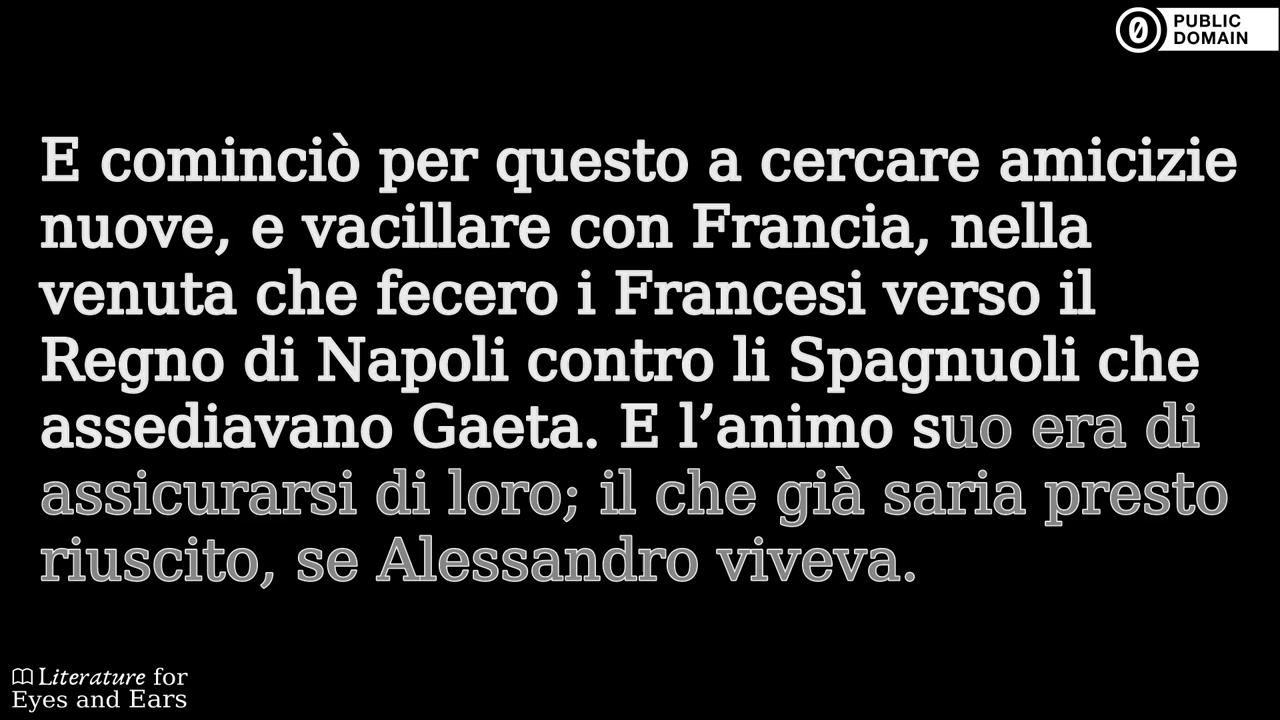 PUBLIC
DOMAIN
E cominciò per questo a cercare amicizie
nuove, e vacillare con Francia, nella
venuta che fecero i Francesi verso il
Regno di Napoli contro li Spagnuoli che
assediavano Gaeta. E l’animo suo era di
assicurarsi di loro; il che già saria presto
riuscito, se Alessandro viveva.
Literature for
Eyes and Ears